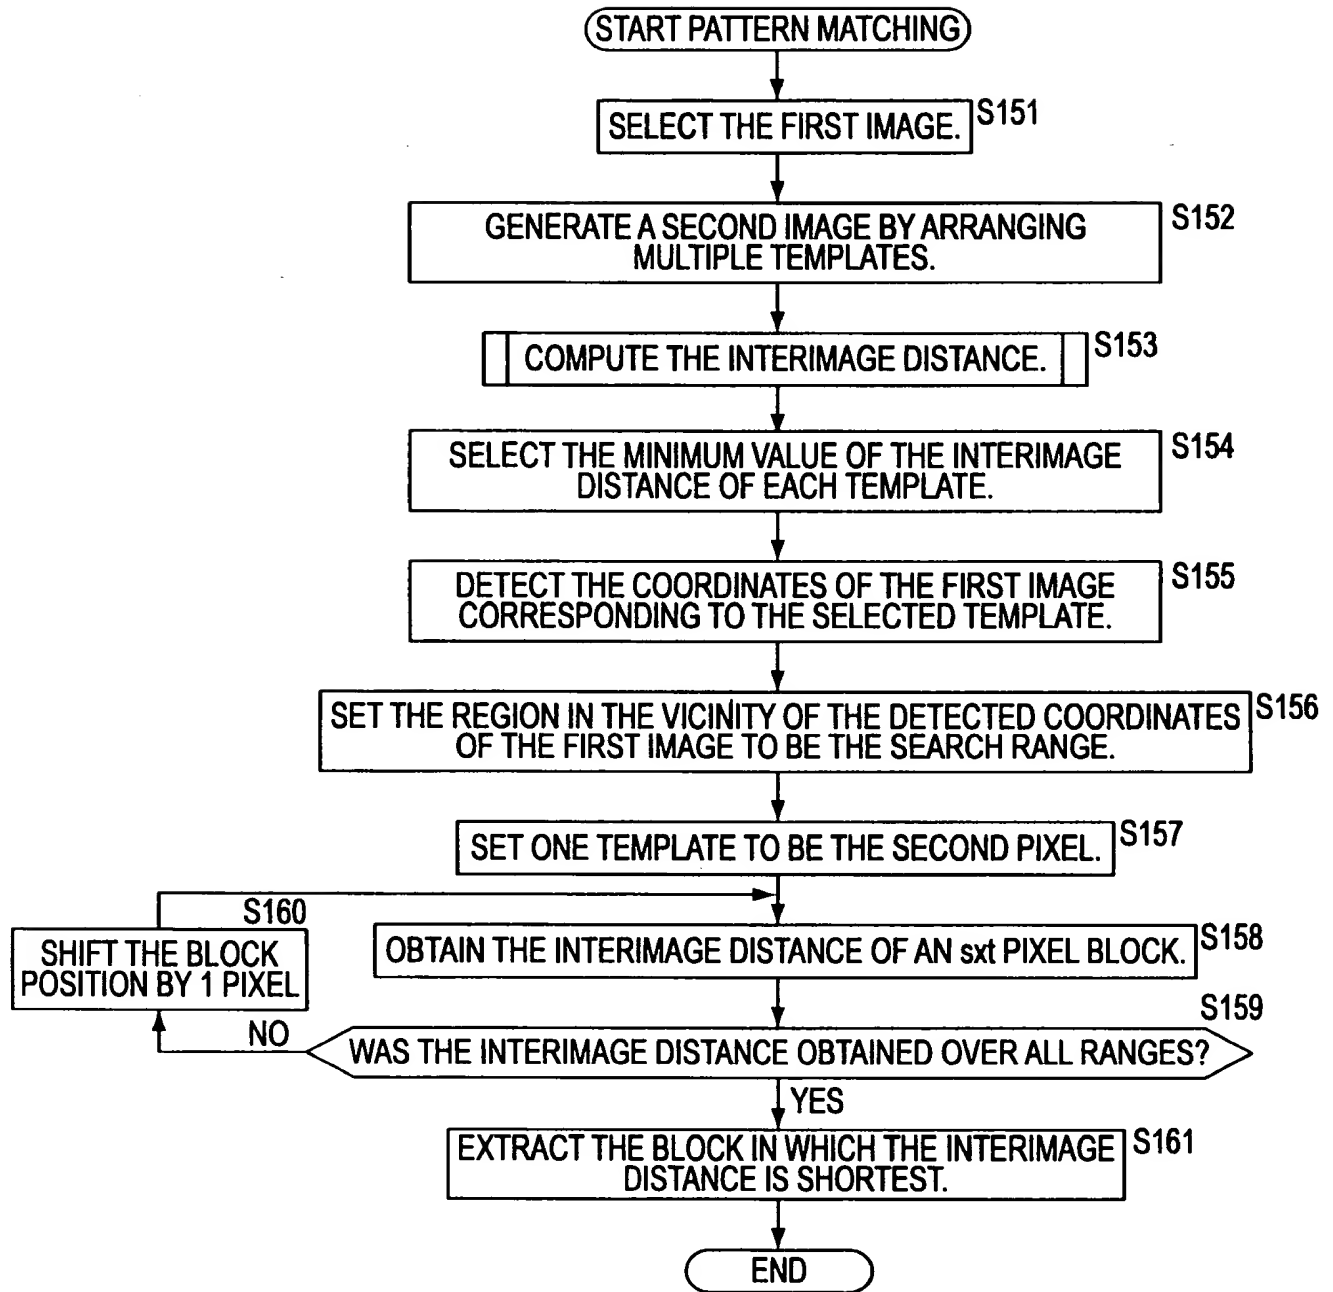 START PATTERN MATCHING
SELECT THE FIRST IMAGE.
S151
GENERATE A SECOND IMAGE BY ARRANGING
MULTIPLE TEMPLATES.
S152
COMPUTE THE INTERIMAGE DISTANCE.
S153
SELECT THE MINIMUM VALUE OF THE INTERIMAGE
DISTANCE OF EACH TEMPLATE.
S154
DETECT THE COORDINATES OF THE FIRST IMAGE
CORRESPONDING TO THE SELECTED TEMPLATE.
S155
SET THE REGION IN THE VICINITY OF THE DETECTED COORDINATES
OF THE FIRST IMAGE TO BE THE SEARCH RANGE.
S156
SET ONE TEMPLATE TO BE THE SECOND PIXEL.
S157
S160
SHIFT THE BLOCK
POSITION BY 1 PIXEL
OBTAIN THE INTERIMAGE DISTANCE OF AN sxt PIXEL BLOCK.
S158
S159
NO
WAS THE INTERIMAGE DISTANCE OBTAINED OVER ALL RANGES?
YES
EXTRACT THE BLOCK IN WHICH THE INTERIMAGE
DISTANCE IS SHORTEST.
S161
END